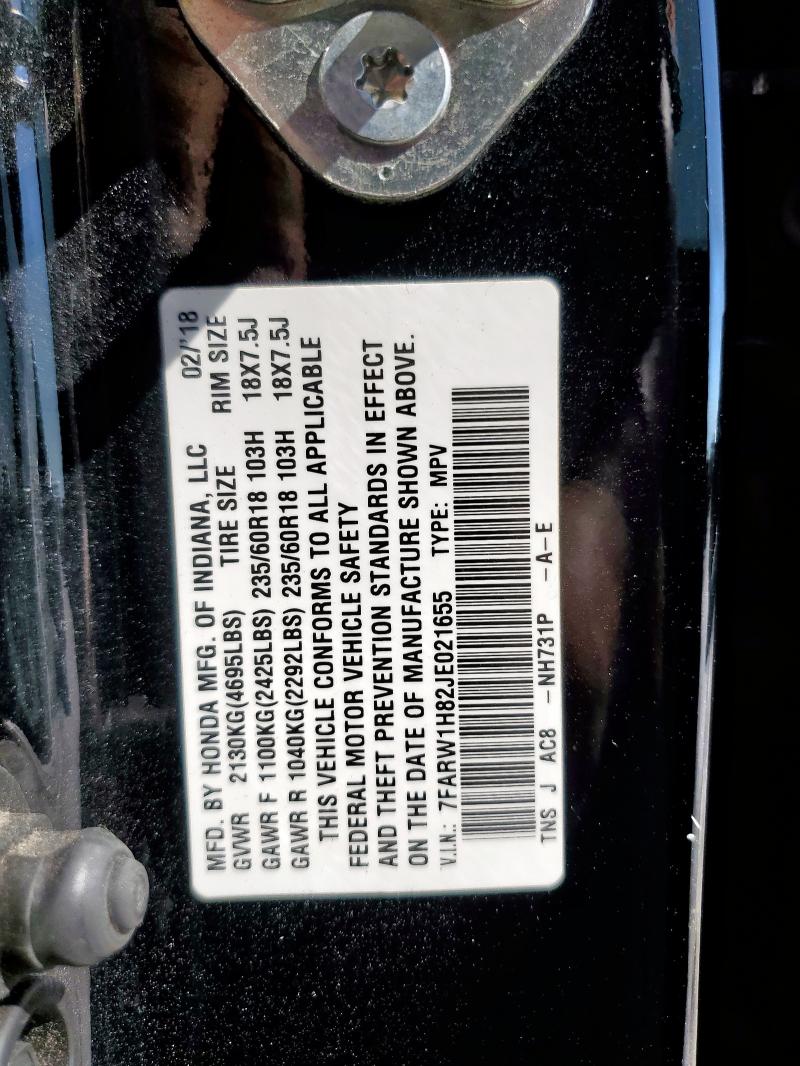 MFD. BY HONDA MFG. OF INDIANA, LLC 02/'18
GVWR 2130KG(4695LBS) TIRE SIZE RIM SIZE
GAWR F 1100KG(2425LBS) 235/60R18 103H 18X7.5J
GAWR R 1040KG(2292LBS) 235/60R18 103H 18X7.5J
THIS VEHICLE CONFORMS TO ALL APPLICABLE
FEDERAL MOTOR VEHICLE SAFETY
AND THEFT PREVENTION STANDARDS IN EFFECT
ON THE DATE OF MANUFACTURE SHOWN ABOVE.
V.I.N.: 7FARW1H82JE021655 TYPE: MPV
TNS J AC8 -NH731P -A-E